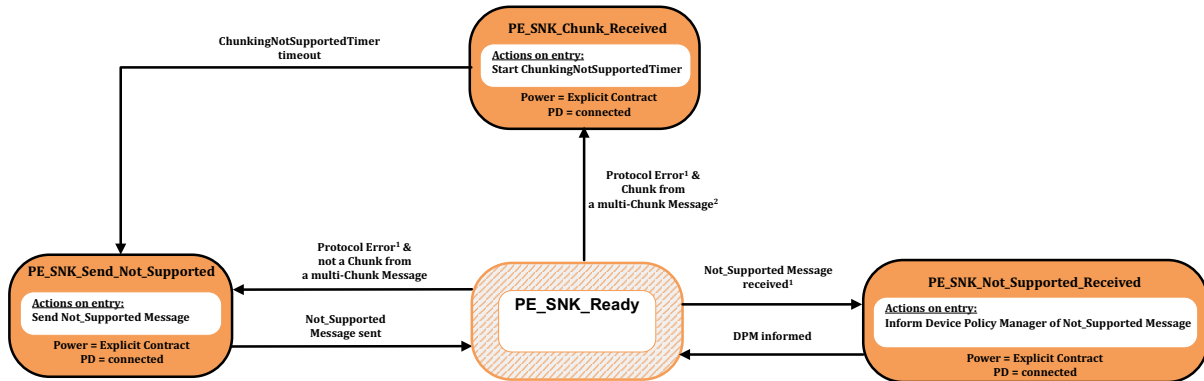 PE_SNK_Chunk_Received
Actions on entry:
Start ChunkingNotSupportedTimer
Power = Explicit Contract
PD = connected
ChunkingNotSupportedTimer
timeout
Protocol Error¹ &
Chunk from
a multi-Chunk Message²
PE_SNK_Send_Not_Supported
Actions on entry:
Send Not_Supported Message
Power = Explicit Contract
PD = connected
Protocol Error¹ &
not a Chunk from
a multi-Chunk Message
Not_Supported
Message sent
PE_SNK_Ready
Not_Supported Message
received¹
DPM informed
PE_SNK_Not_Supported_Received
Actions on entry:
Inform Device Policy Manager of Not_Supported Message
Power = Explicit Contract
PD = connected